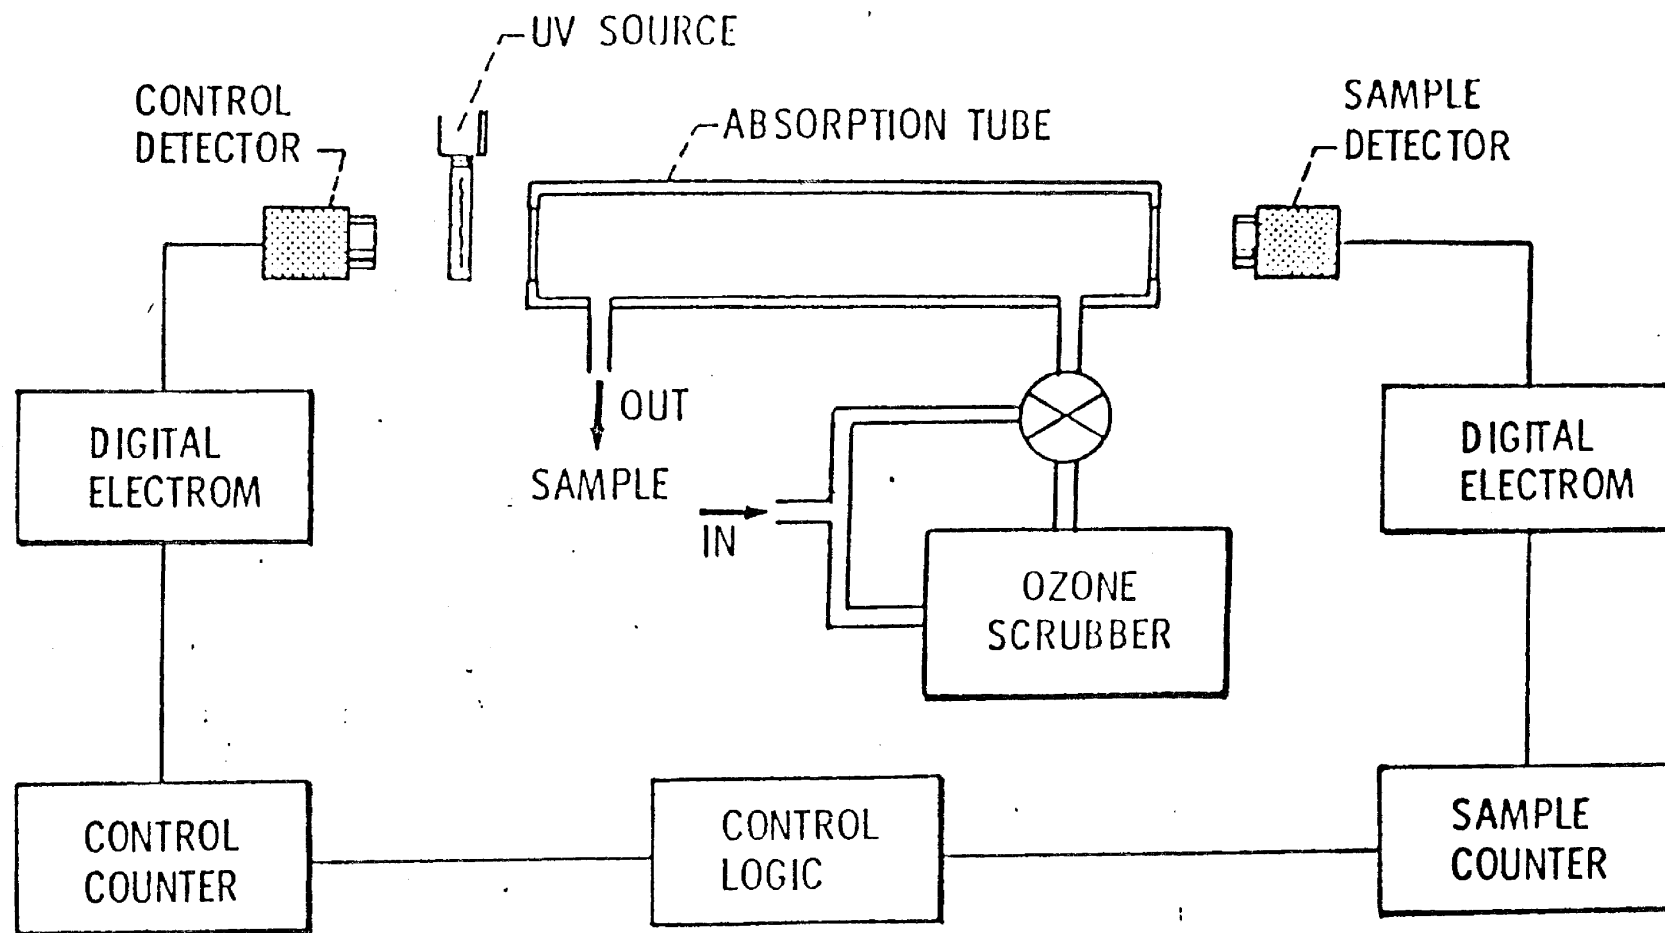 UV SOURCE
CONTROL
DETECTOR
ABSORPTION TUBE
SAMPLE
DETECTOR
OUT
SAMPLE
IN
DIGITAL
ELECTROM
DIGITAL
ELECTROM
OZONE
SCRUBBER
CONTROL
COUNTER
CONTROL
LOGIC
SAMPLE
COUNTER